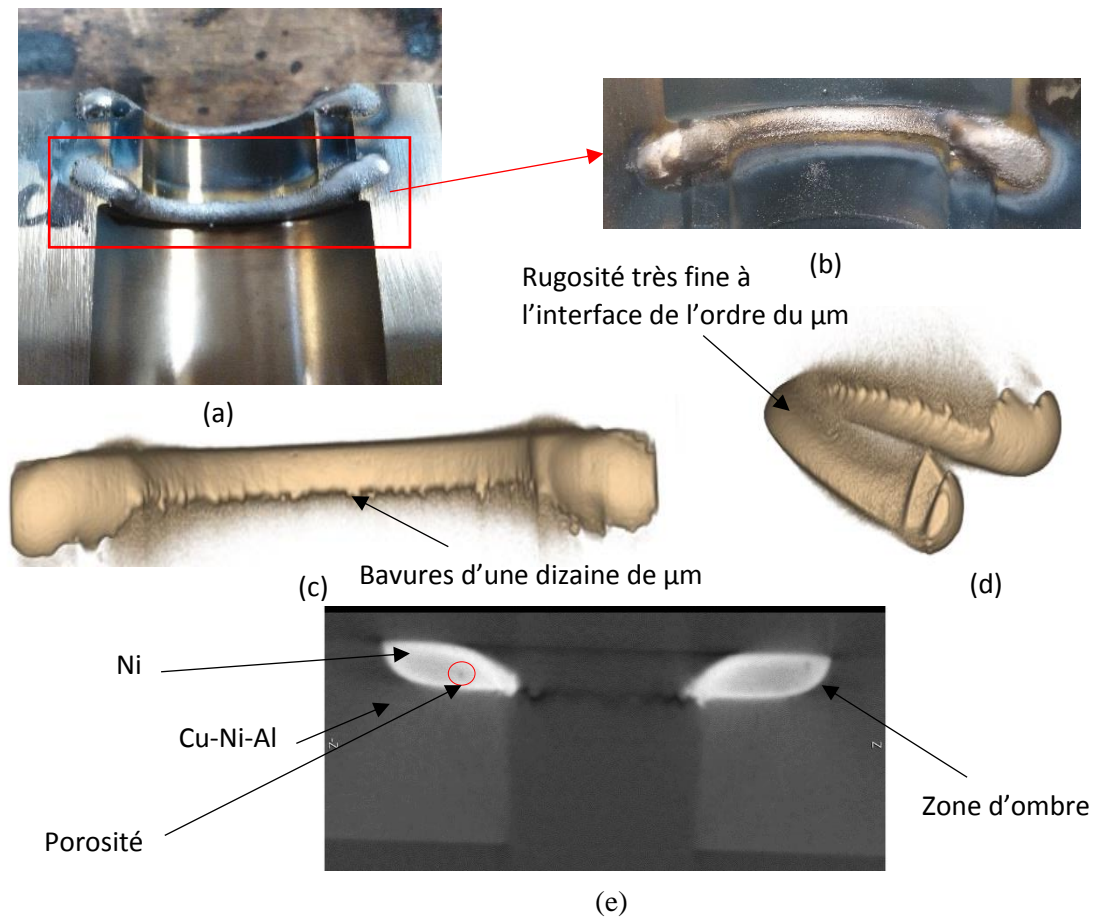 (b)
Rugosité très fine à
l’interface de l’ordre du µm
(a)
Bavures d’une dizaine de µm
(c)
(d)
Ni
Cu-Ni-Al
Z-
Z
Porosité
Zone d’ombre
(e)